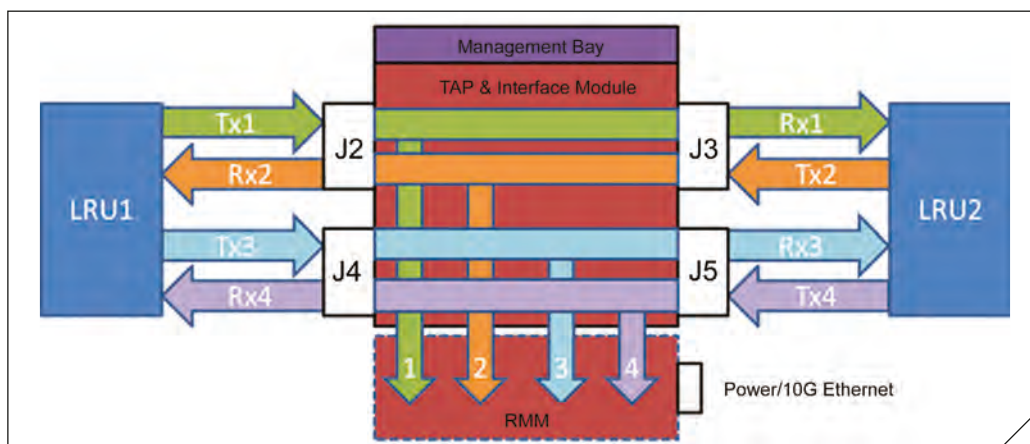 Management Bay
TAP & Interface Module
Tx1
J2
J3
Rx1
Rx2
Tx2
LRU1
LRU2
Tx3
J4
J5
Rx3
Rx4
Tx4
1
2
3
4
Power/10G Ethernet
RMM